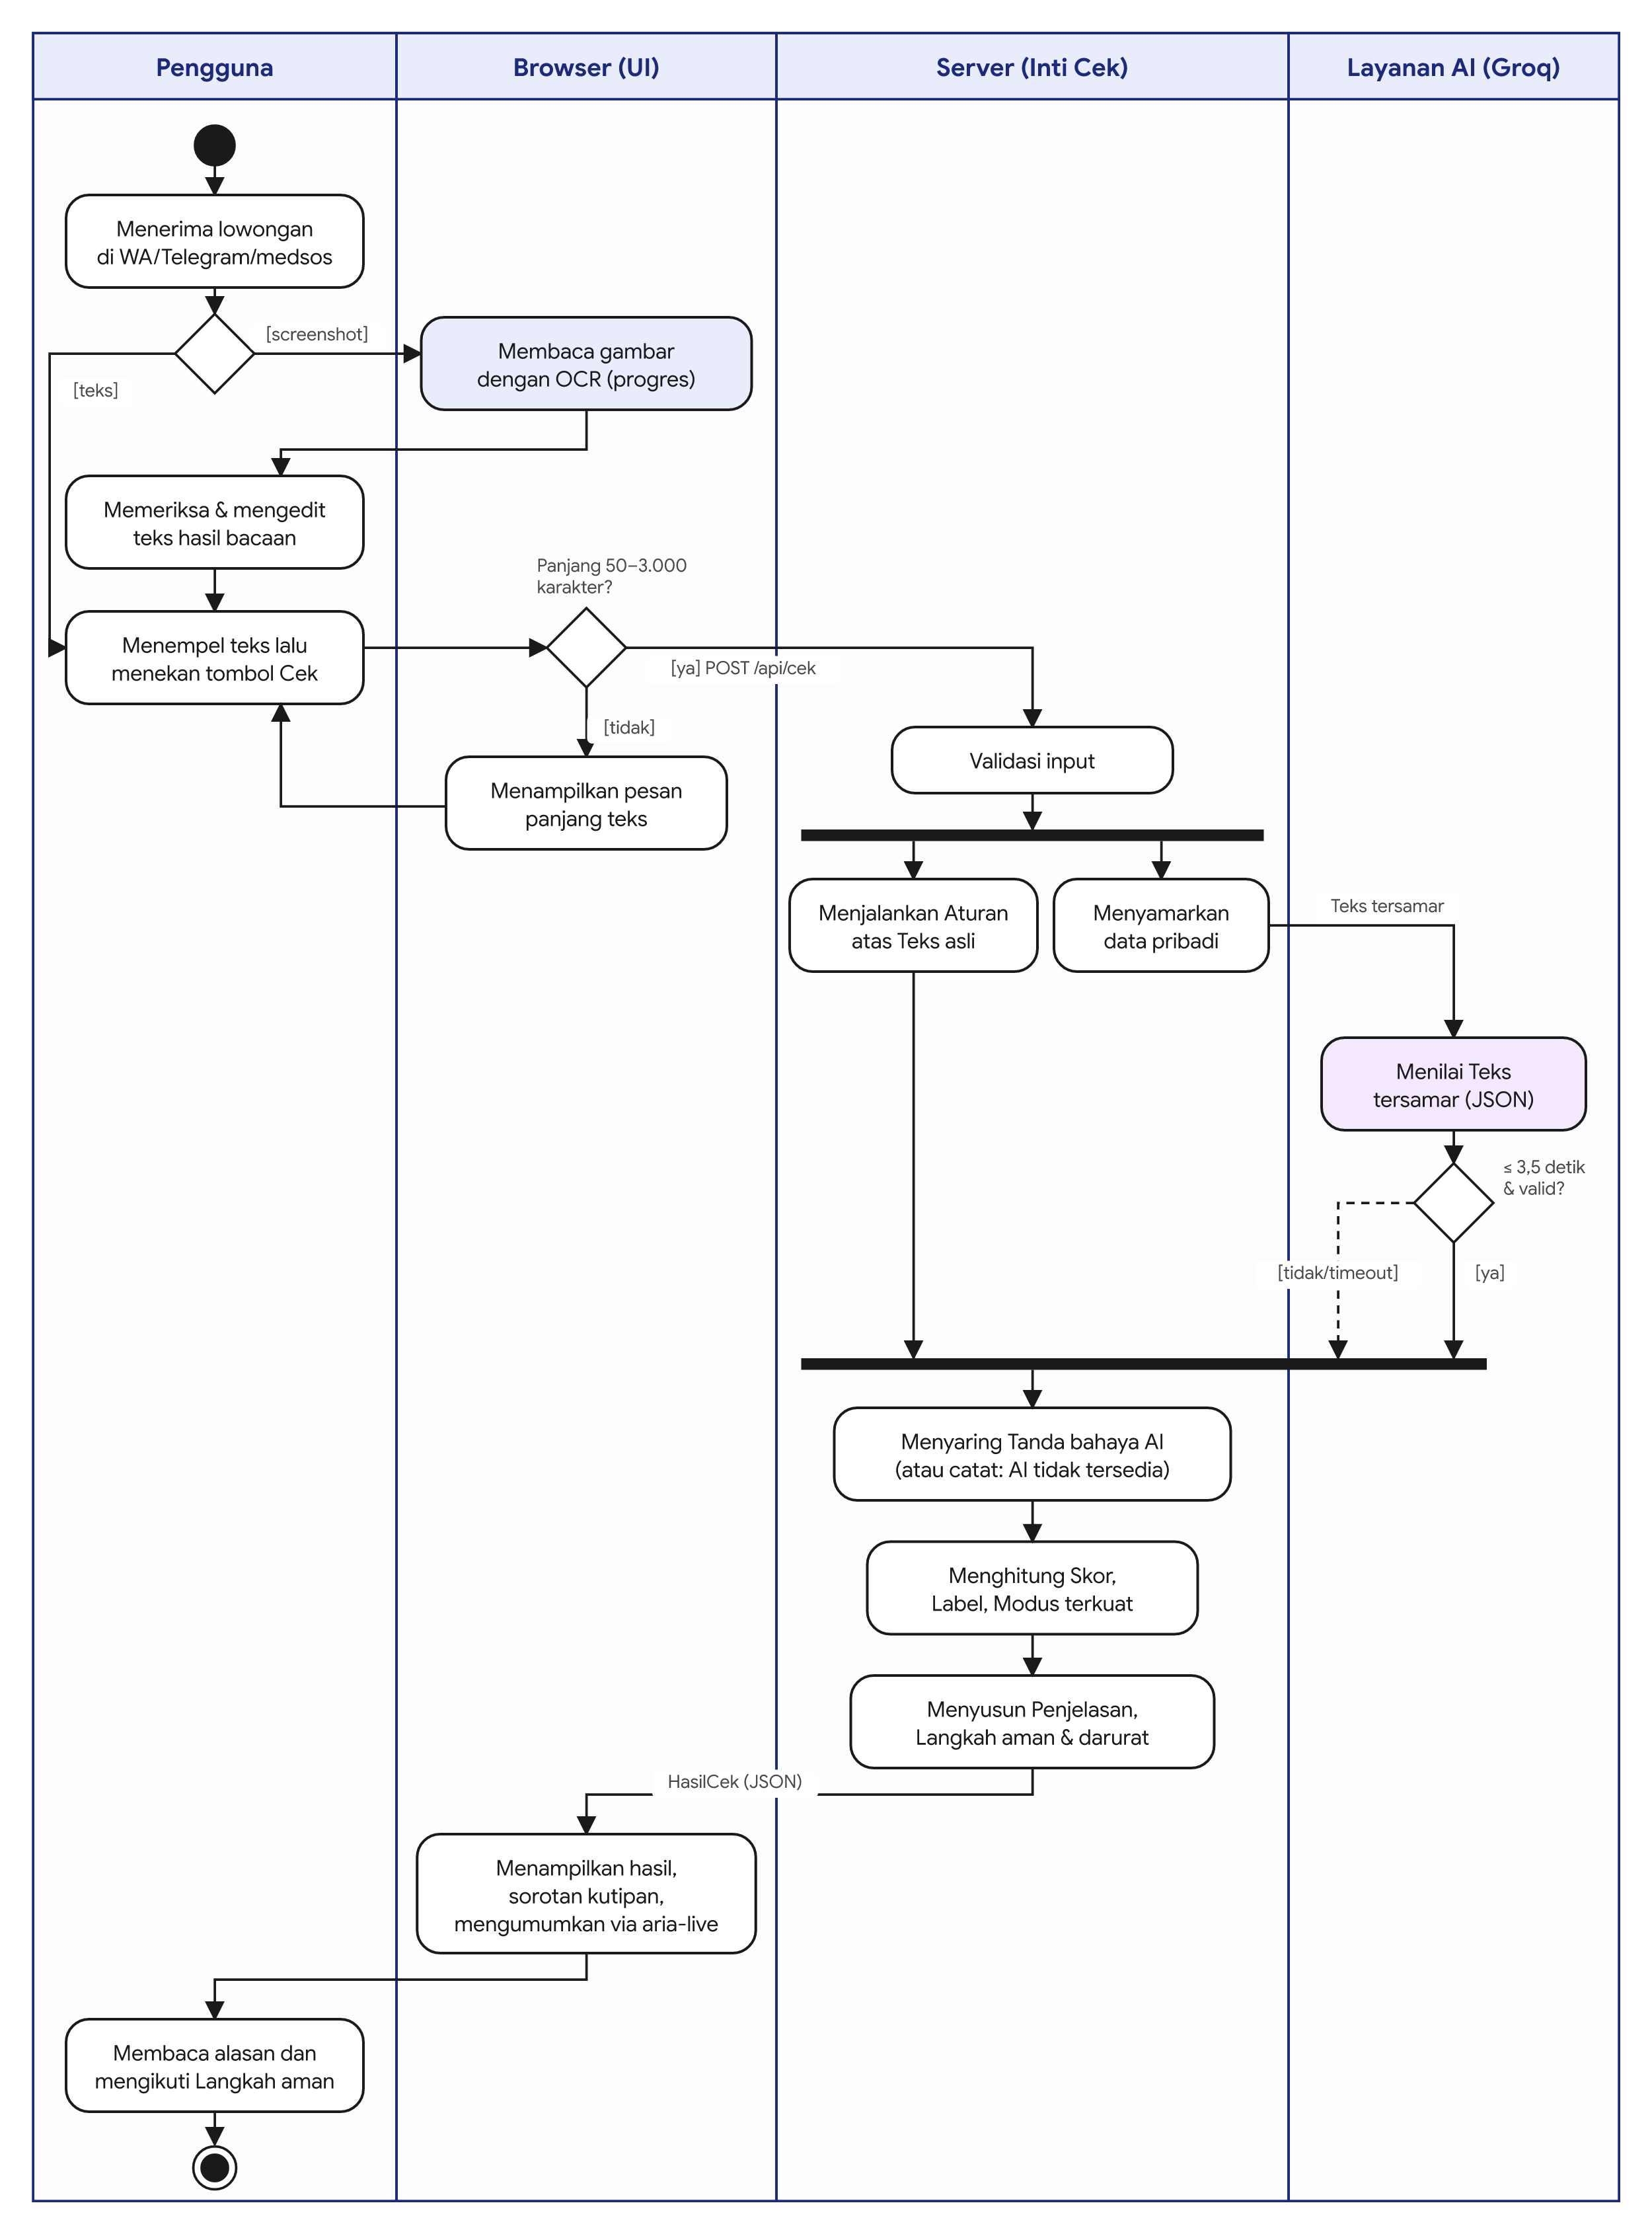 Pengguna
Browser (UI)
Server (Inti Cek)
Layanan AI (Groq)
Menerima lowongan
di WA/Telegram/medsos
[screenshot]
[teks]
Membaca gambar
dengan OCR (progres)
Memeriksa & mengedit
teks hasil bacaan
Panjang 50–3.000
karakter?
Menempel teks lalu
menekan tombol Cek
[ya] POST /api/cek
[tidak]
Menampilkan pesan
panjang teks
Validasi input
Menjalankan Aturan
atas Teks asli
Menyamarkan
data pribadi
Teks tersamar
Menilai Teks
tersamar (JSON)
≤ 3,5 detik
& valid?
[tidak/timeout]
[ya]
Menyaring Tanda bahaya AI
(atau catat: AI tidak tersedia)
Menghitung Skor,
Label, Modus terkuat
Menyusun Penjelasan,
Langkah aman & darurat
HasilCek (JSON)
Menampilkan hasil,
sorotan kutipan,
mengumumkan via aria-live
Membaca alasan dan
mengikuti Langkah aman